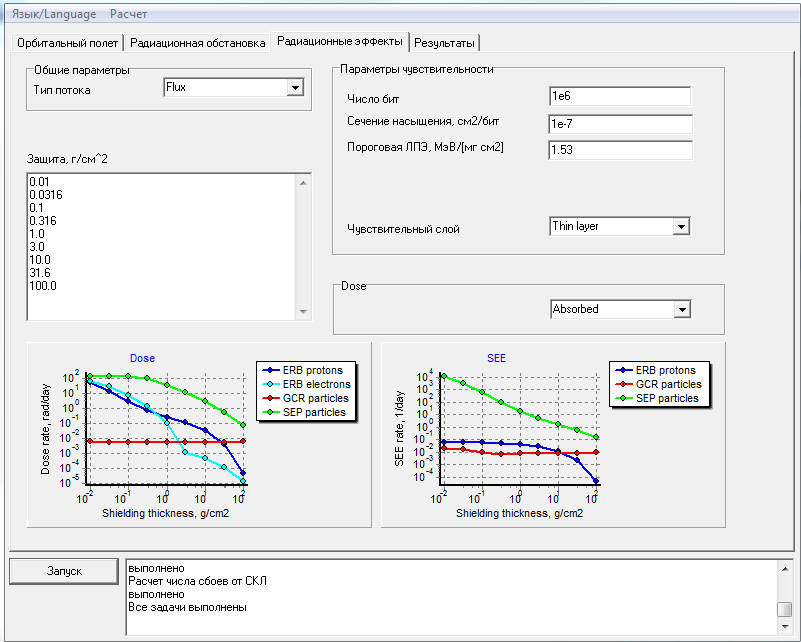 Язык/Language Расчет
Орбитальный полет Радиационная обстановка Радиационные эффекты Результаты
Общие параметры
Тип потока Flux
Параметры чувствительности
Число бит 1e6
Сечение насыщения, см2/бит 1e-7
Пороговая ЛПЭ, МэВ/[мг см2] 1.53
Чувствительный слой Thin layer
Защита, г/см^2
0.01
0.0316
0.1
0.316
1.0
3.0
10.0
31.6
100.0
Dose
Absorbed
Dose
ERB protons
ERB electrons
GCR particles
SEP particles
Dose rate, rad/day
10^2
10^1
10^0
10^-1
10^-2
10^-3
10^-4
10^-5
10^-2 10^-1 10^0 10^1 10^2
Shielding thickness, g/cm2
SEE
ERB protons
GCR particles
SEP particles
SEE rate, 1/day
10^4
10^3
10^2
10^1
10^0
10^-1
10^-2
10^-3
10^-4
10^-2 10^-1 10^0 10^1 10^2
Shielding thickness, g/cm2
Запуск
выполнено
Расчет числа сбоев от СКЛ
выполнено
Все задачи выполнены